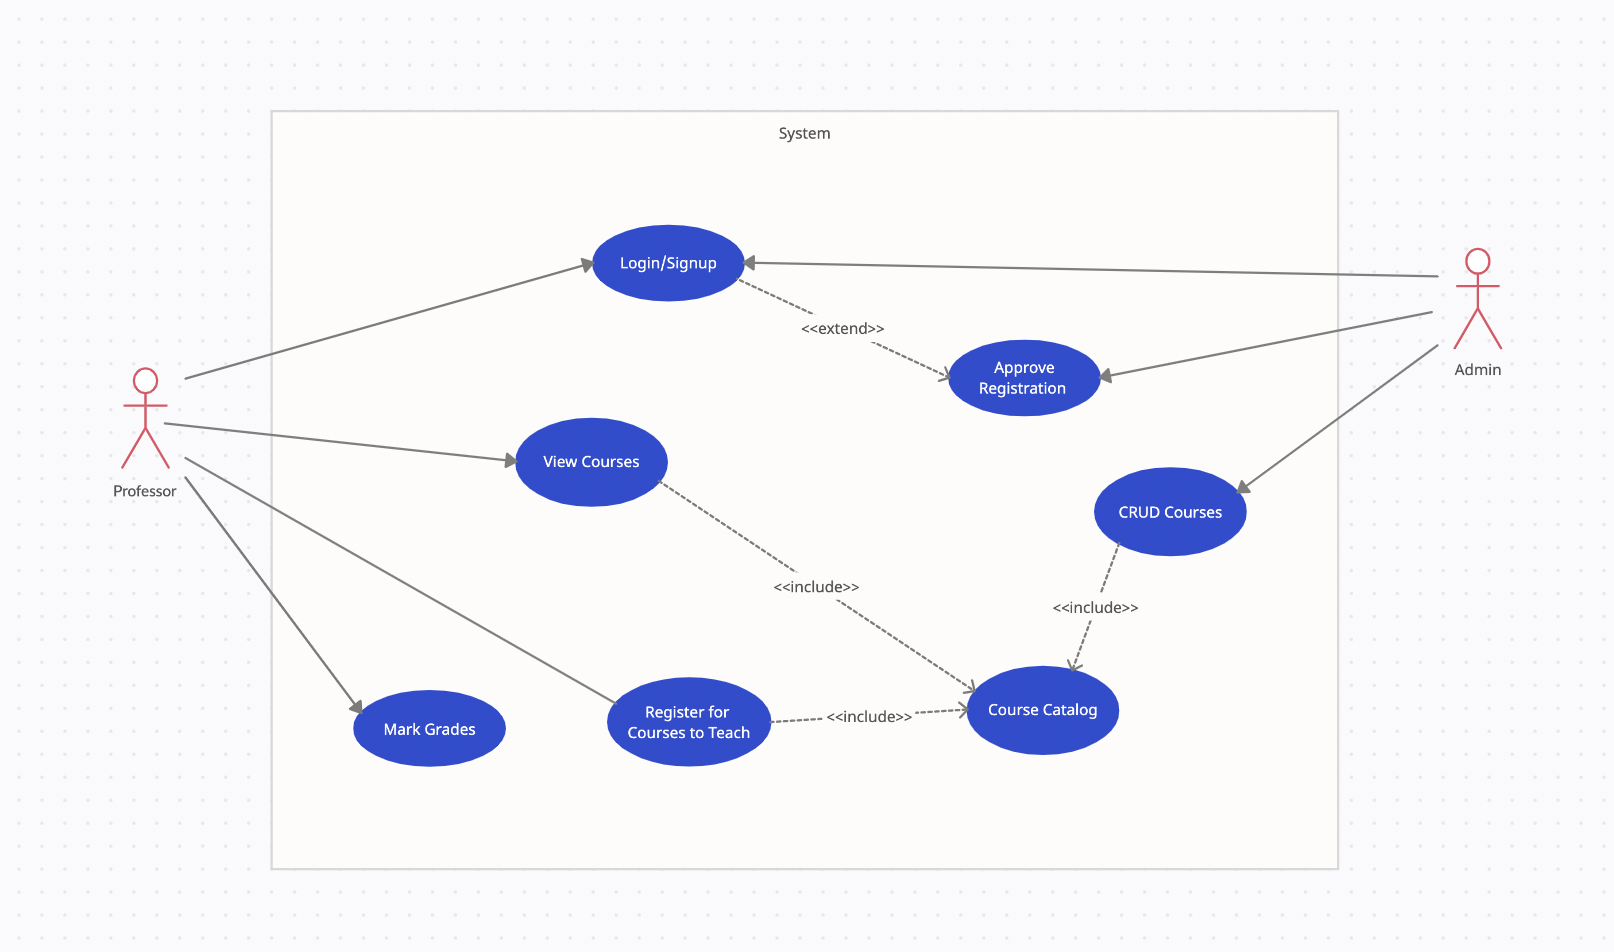 System
Login/Signup
<<extend>>
Approve
Registration
Admin
Professor
View Courses
CRUD Courses
<<include>>
<<include>>
Mark Grades
Register for
Courses to Teach
<<include>>
Course Catalog